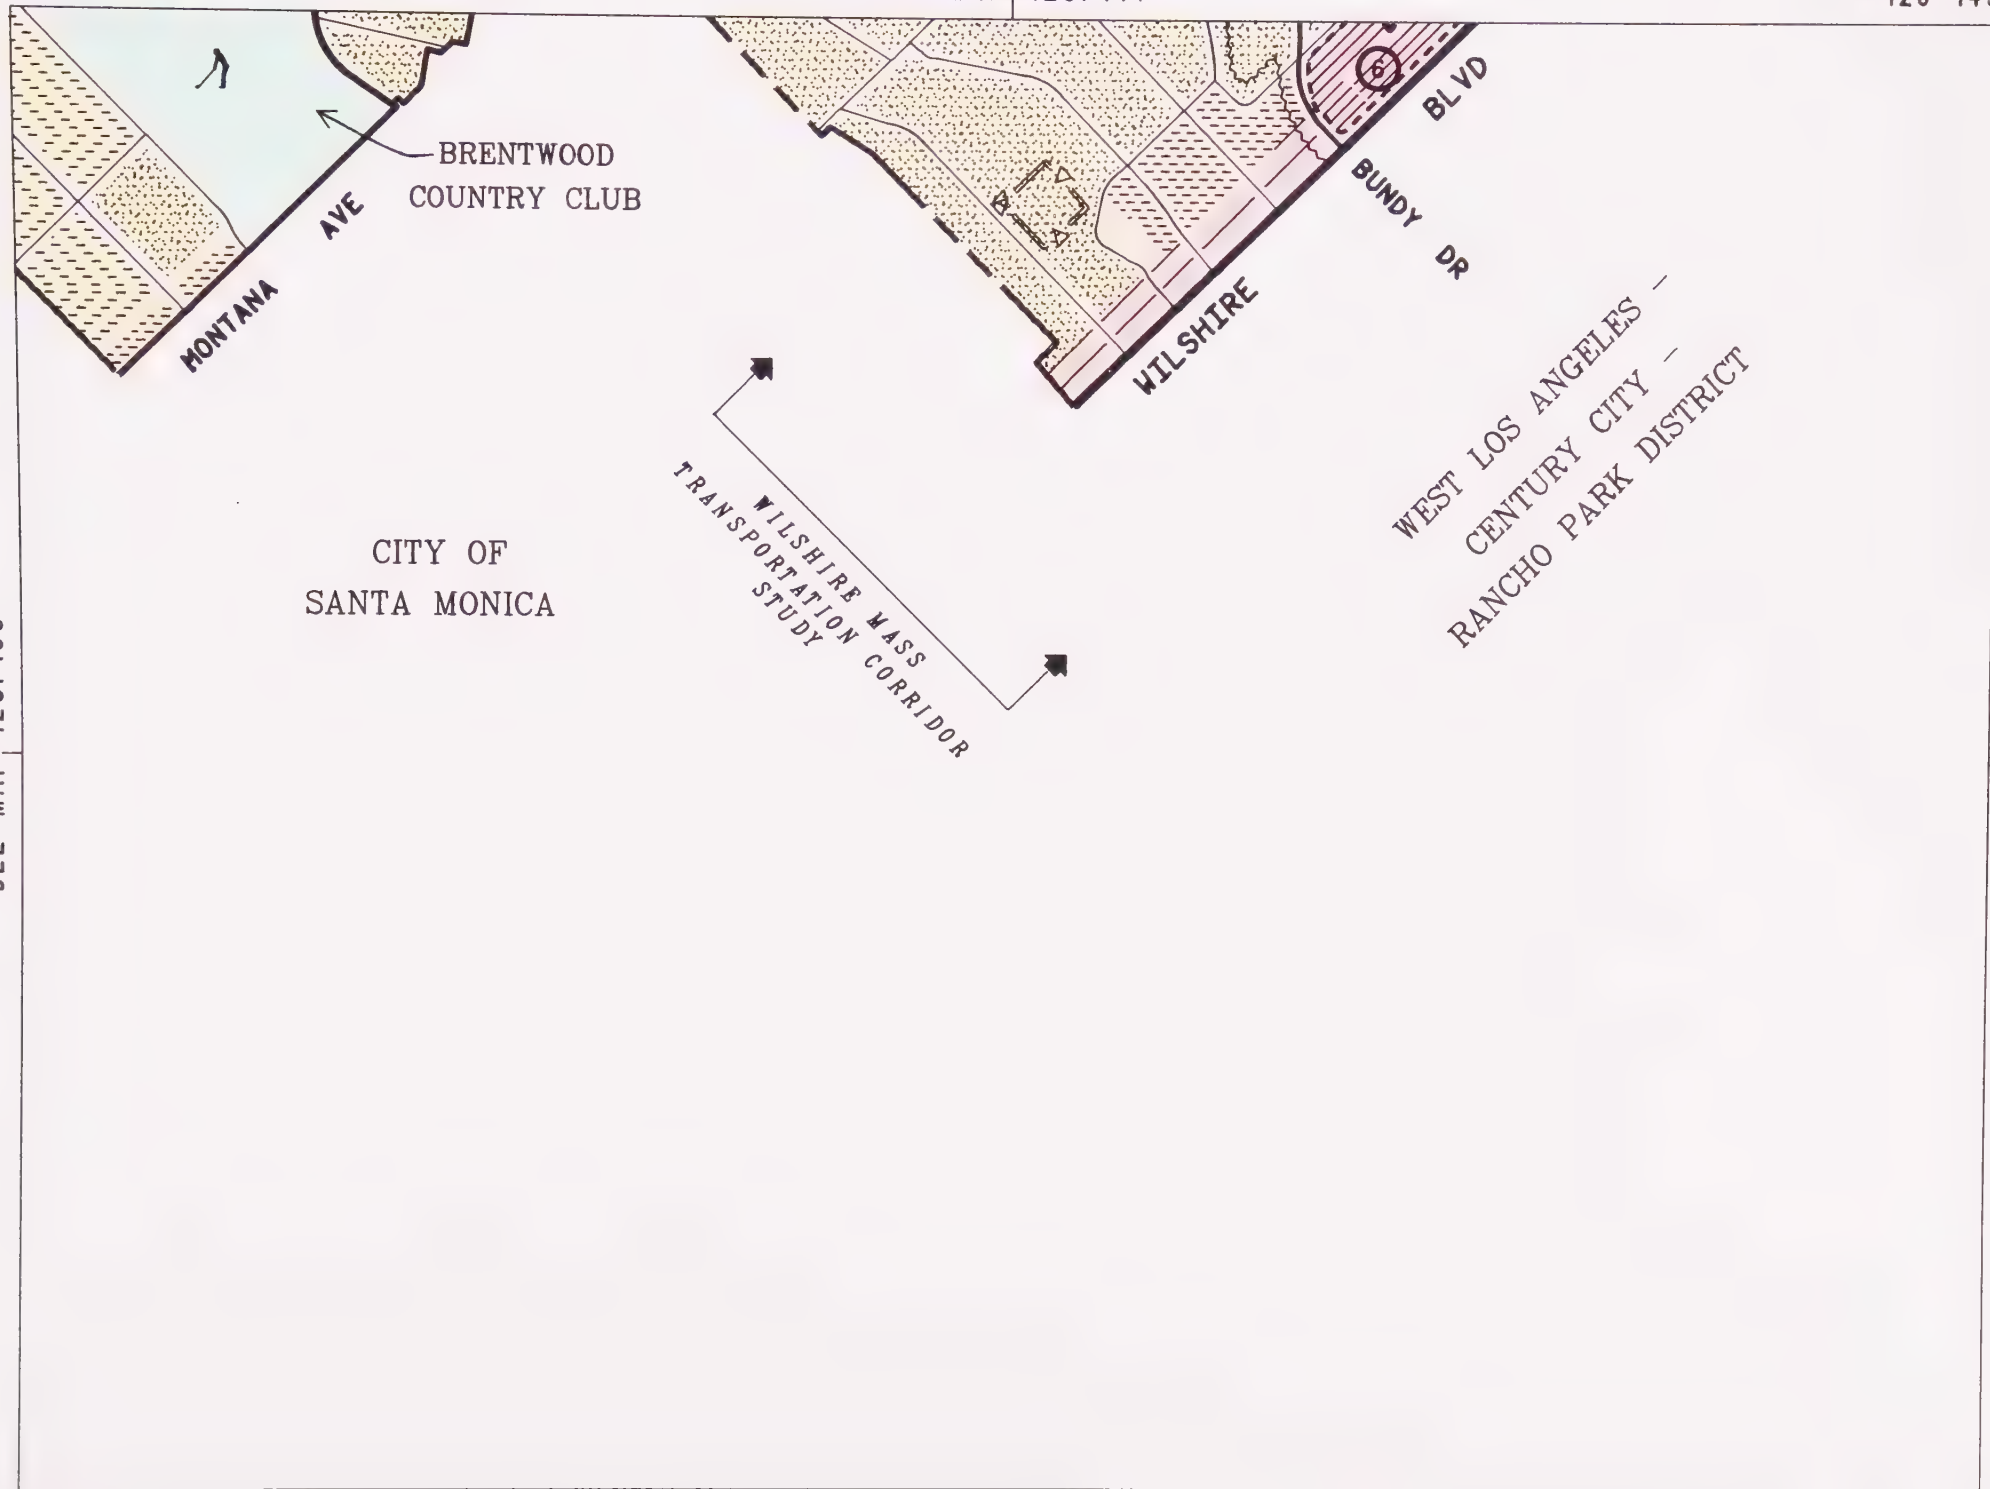 6
BLVD
BRENTWOOD
COUNTRY CLUB
BUNDY DR
AVE
MONTANA
WILSHIRE
WEST LOS ANGELES –
CENTURY CITY –
RANCHO PARK DISTRICT
WILSHIRE MASS
TRANSPORTATION CORRIDOR
STUDY
CITY OF
SANTA MONICA